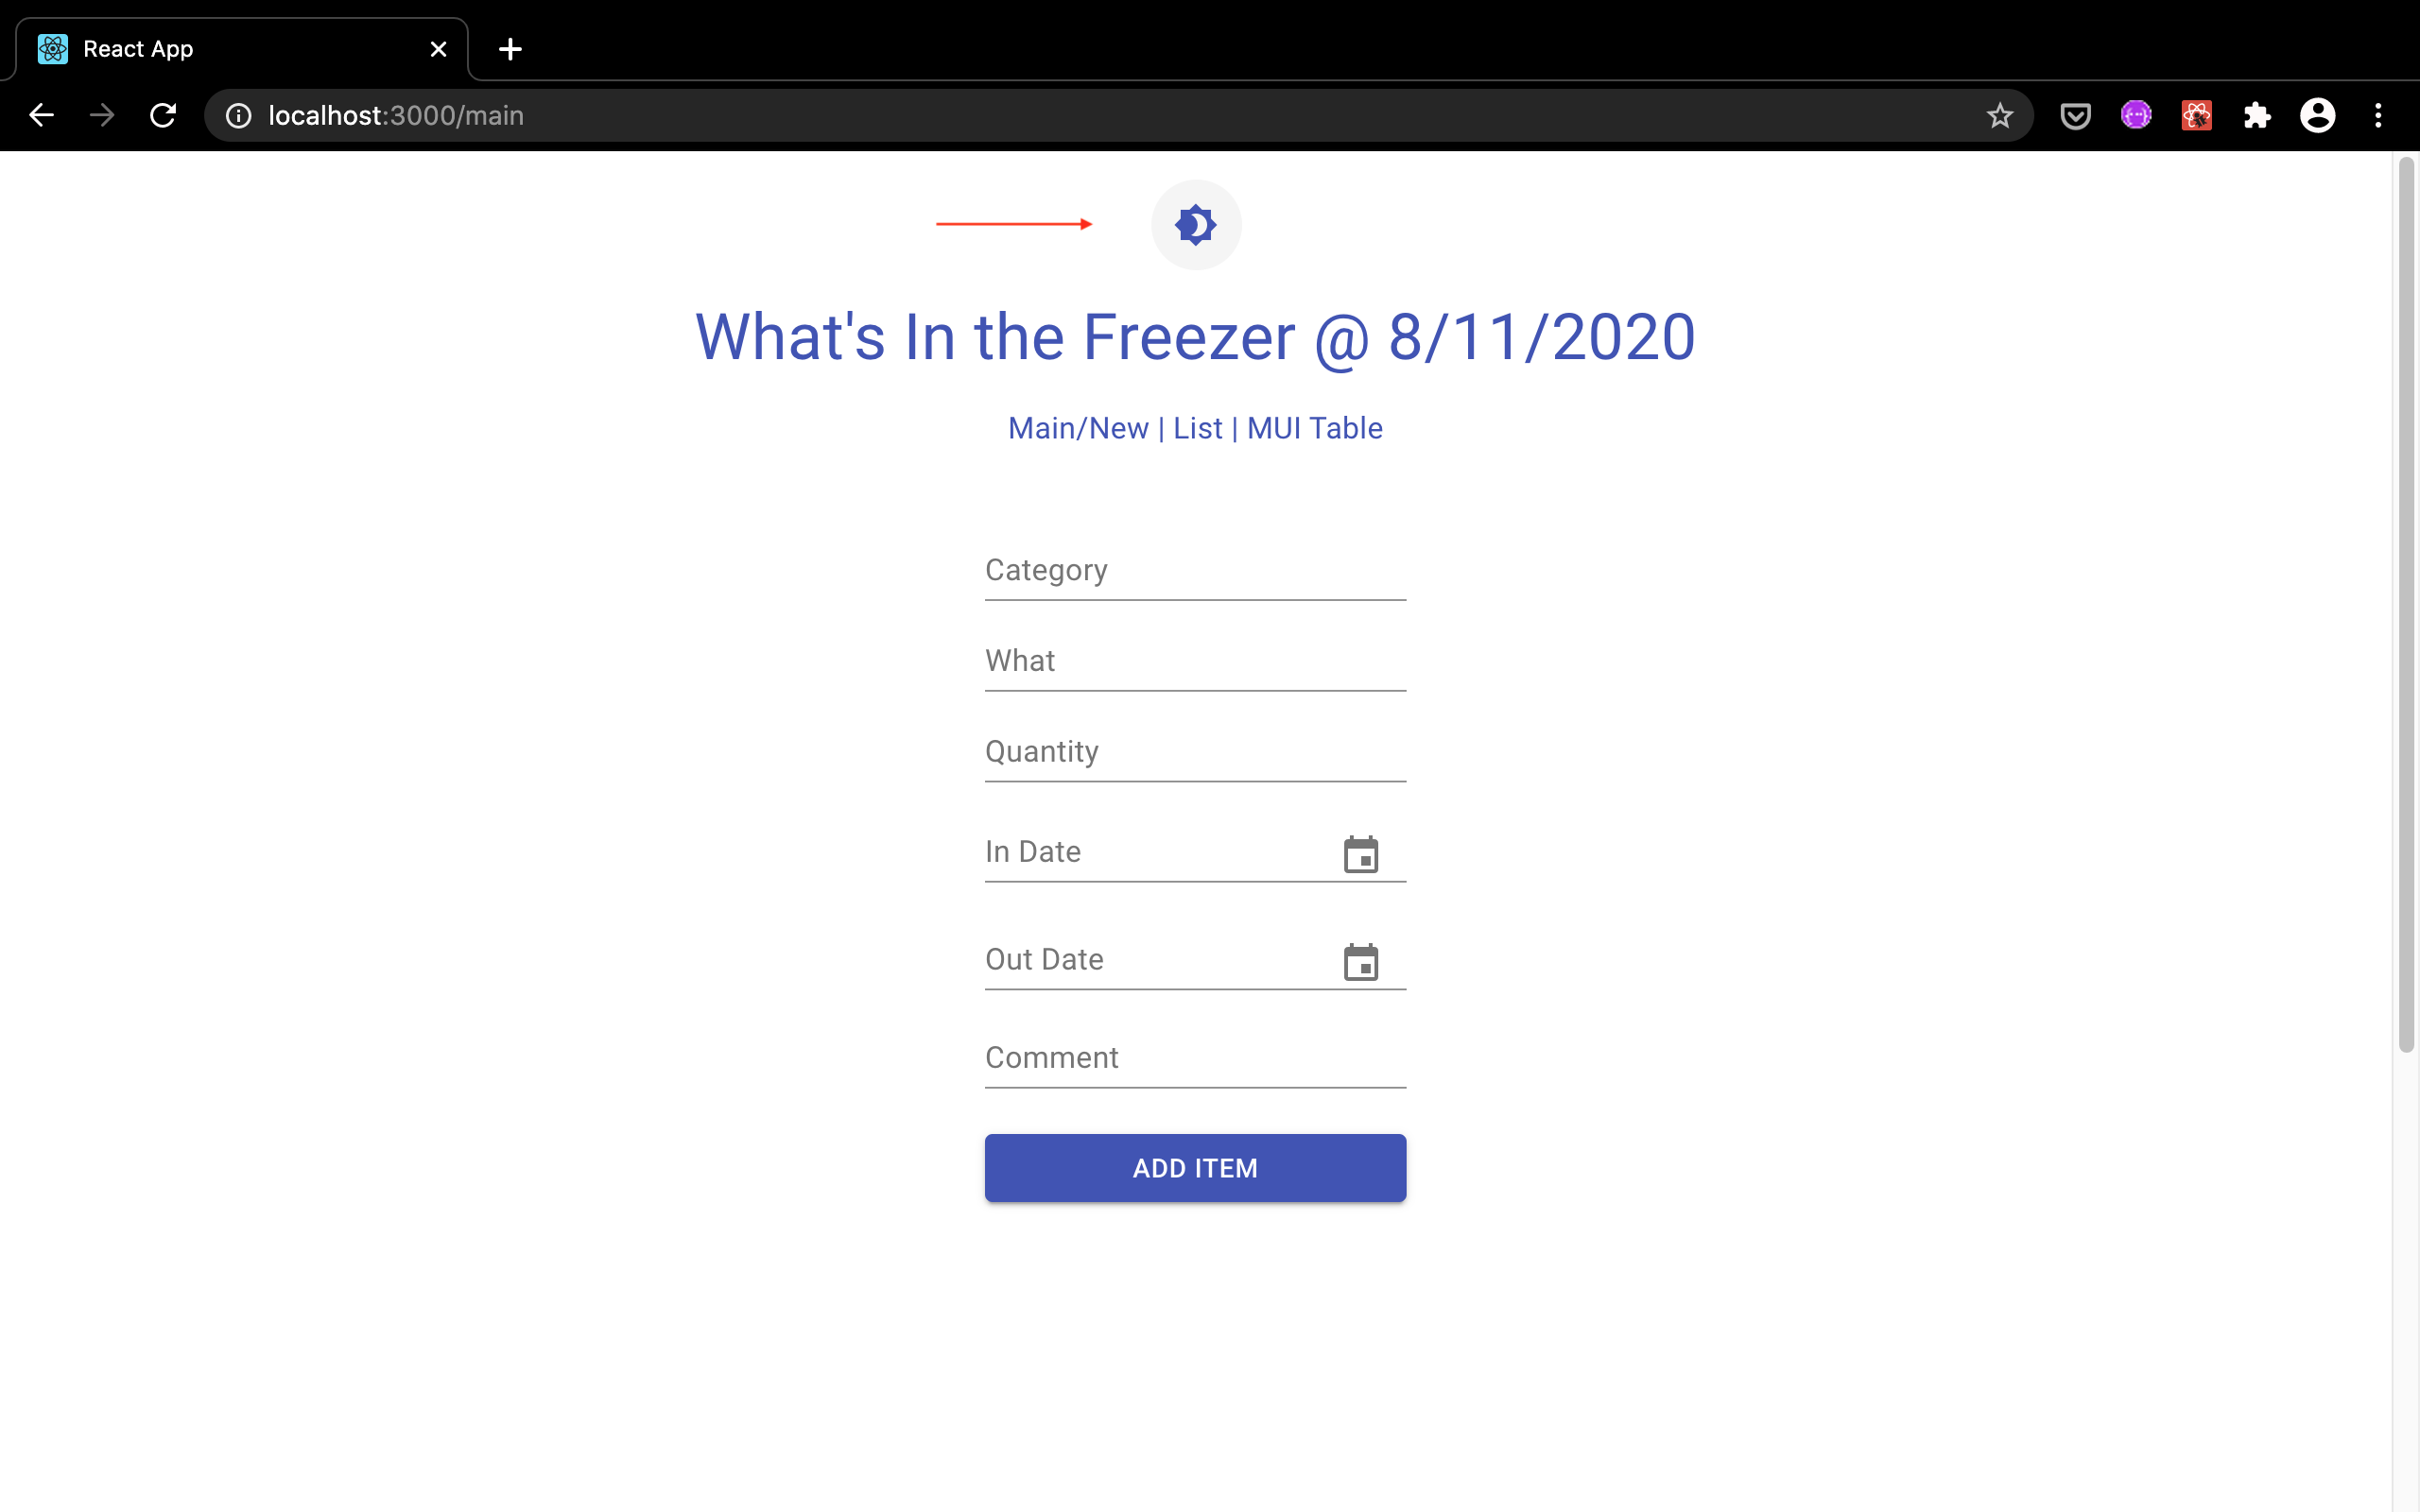 React App
localhost:3000/main
What's In the Freezer @ 8/11/2020
Main/New | List | MUI Table
Category
What
Quantity
In Date
Out Date
Comment
ADD ITEM